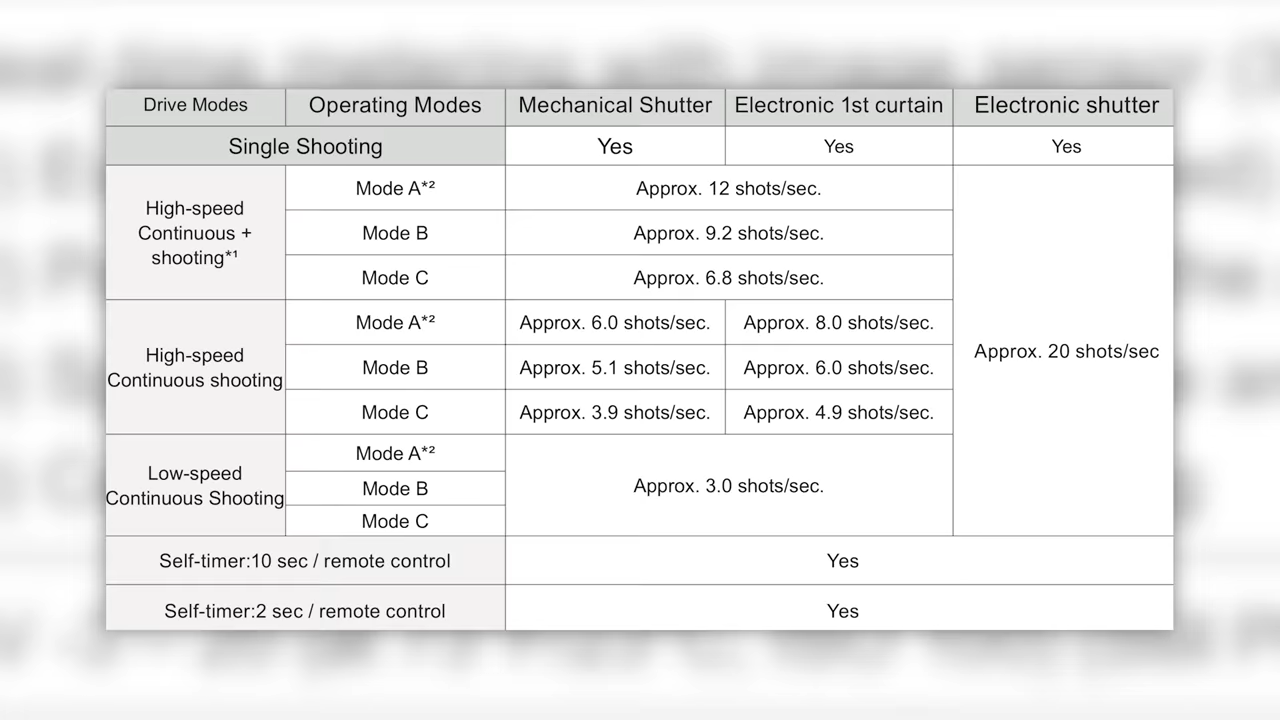 Drive Modes Operating Modes Mechanical Shutter Electronic 1st curtain Electronic shutter
Single Shooting Yes Yes Yes
High-speed
Continuous +
shooting*¹
Mode A*² Approx. 12 shots/sec.
Mode B Approx. 9.2 shots/sec.
Mode C Approx. 6.8 shots/sec.
Approx. 20 shots/sec
High-speed
Continuous shooting
Mode A*² Approx. 6.0 shots/sec. Approx. 8.0 shots/sec.
Mode B Approx. 5.1 shots/sec. Approx. 6.0 shots/sec.
Mode C Approx. 3.9 shots/sec. Approx. 4.9 shots/sec.
Low-speed
Continuous Shooting
Mode A*²
Mode B
Mode C
Approx. 3.0 shots/sec.
Self-timer:10 sec / remote control Yes
Self-timer:2 sec / remote control Yes